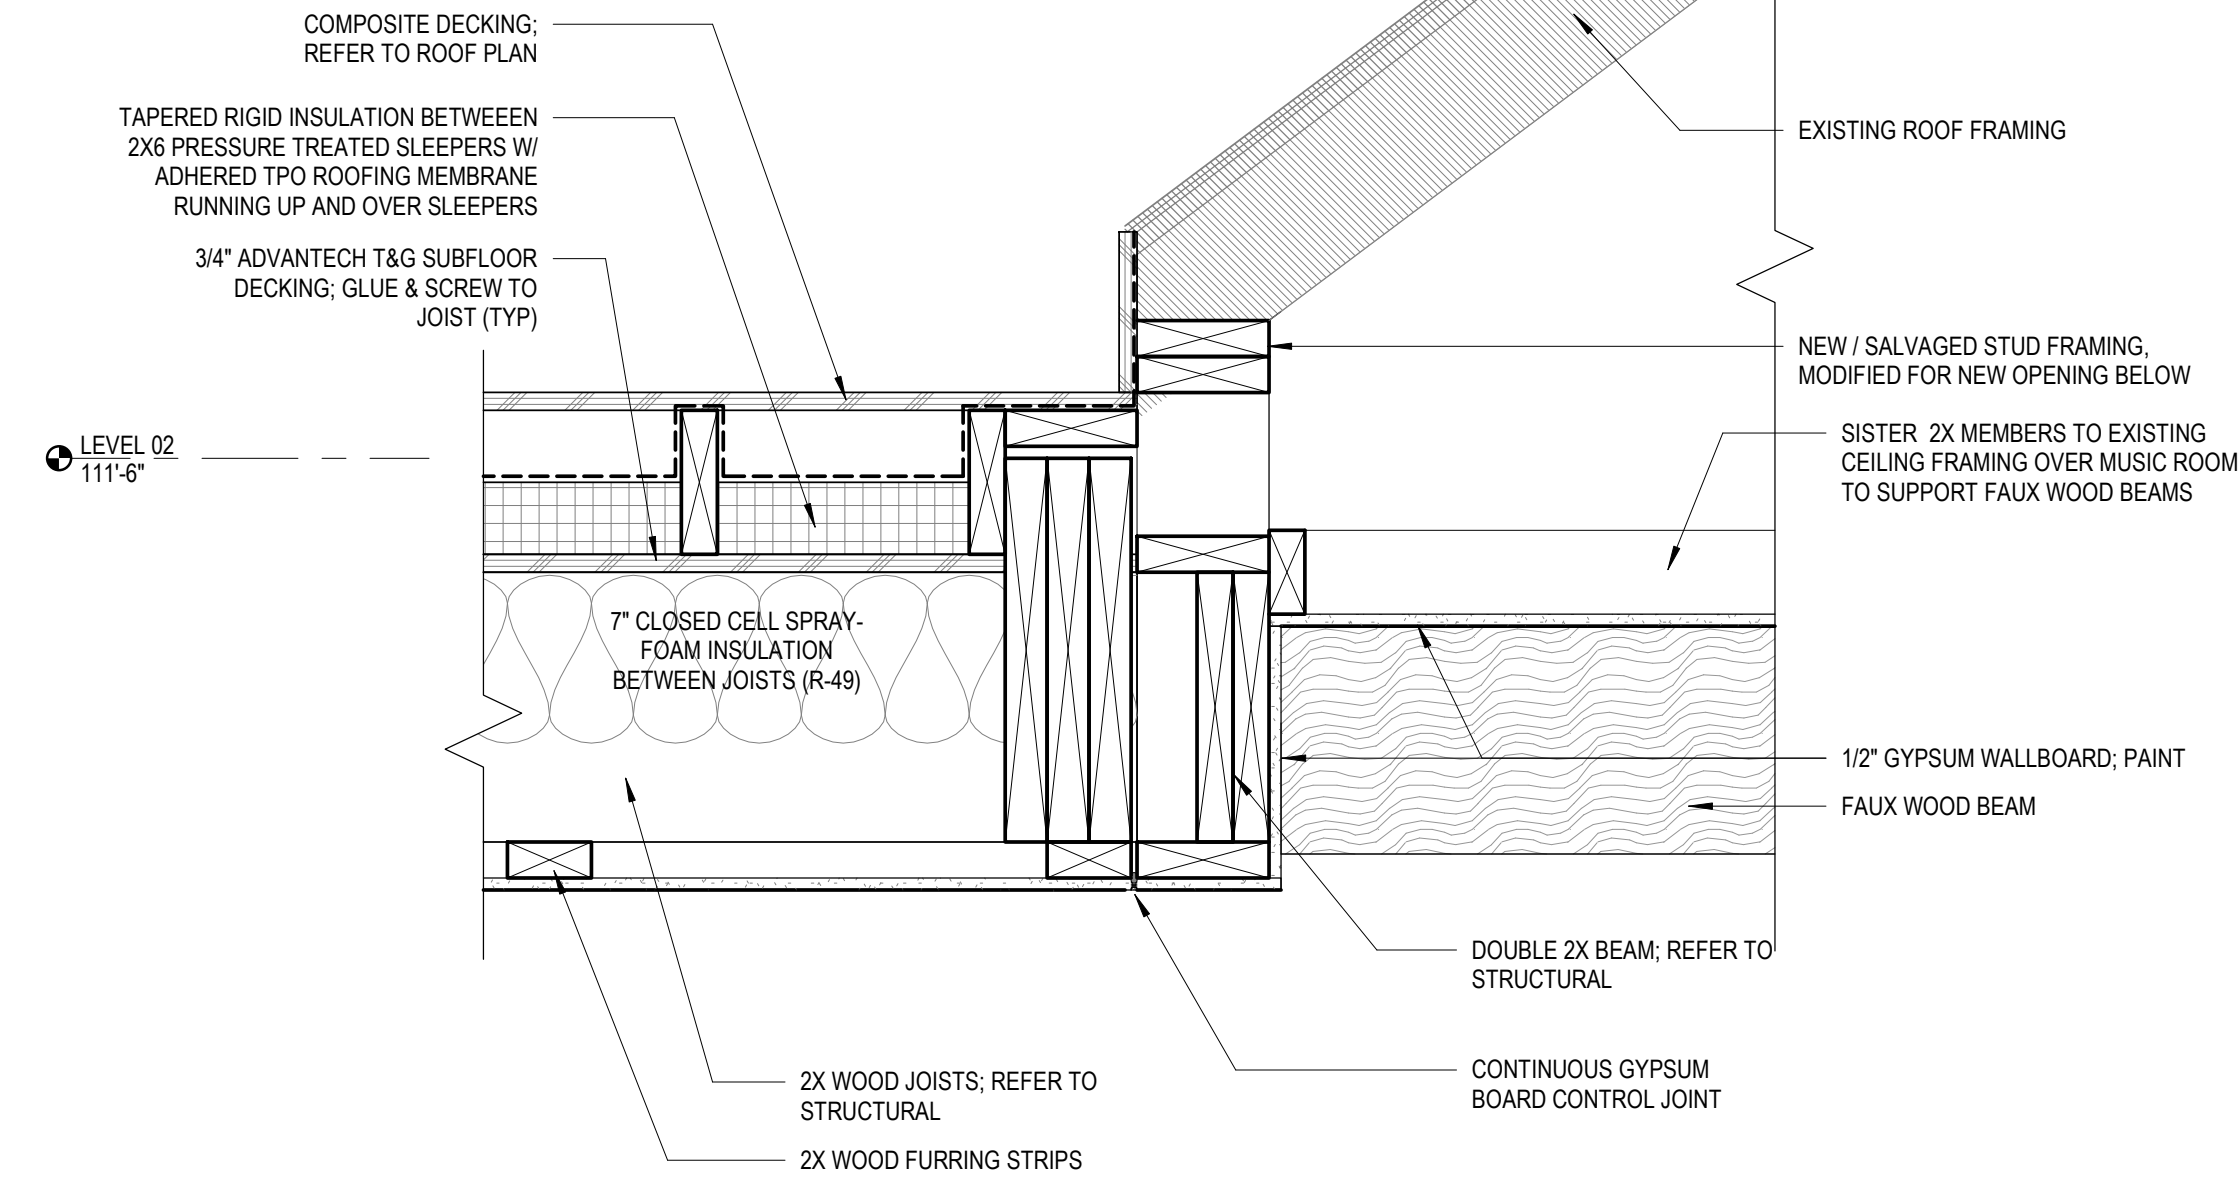 COMPOSITE DECKING;
REFER TO ROOF PLAN
TAPERED RIGID INSULATION BETWEEEN
2X6 PRESSURE TREATED SLEEPERS W/
ADHERED TPO ROOFING MEMBRANE
RUNNING UP AND OVER SLEEPERS
3/4" ADVANTECH T&G SUBFLOOR
DECKING; GLUE & SCREW TO
JOIST (TYP)
LEVEL 02
111'-6"
7" CLOSED CELL SPRAY-
FOAM INSULATION
BETWEEN JOISTS (R-49)
EXISTING ROOF FRAMING
NEW / SALVAGED STUD FRAMING,
MODIFIED FOR NEW OPENING BELOW
SISTER 2X MEMBERS TO EXISTING
CEILING FRAMING OVER MUSIC ROOM
TO SUPPORT FAUX WOOD BEAMS
1/2" GYPSUM WALLBOARD; PAINT
FAUX WOOD BEAM
DOUBLE 2X BEAM; REFER TO
STRUCTURAL
CONTINUOUS GYPSUM
BOARD CONTROL JOINT
2X WOOD JOISTS; REFER TO
STRUCTURAL
2X WOOD FURRING STRIPS